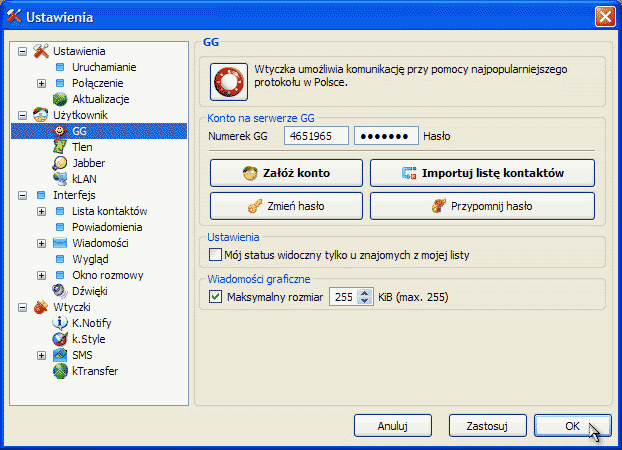 Ustawienia
Ustawienia
Uruchamianie
Połączenie
Aktualizacje
Użytkownik
GG
Tlen
Jabber
kLAN
Interfejs
Lista kontaktów
Powiadomienia
Wiadomości
Wygląd
Okno rozmowy
Dźwięki
Wtyczki
K.Notify
k.Style
SMS
kTransfer
GG
Wtyczka umożliwia komunikację przy pomocy najpopularniejszego
protokołu w Polsce.
Konto na serwerze GG
Numerek GG 4651965 ●●●●●●● Hasło
Załóż konto Importuj listę kontaktów
Zmień hasło Przypomnij hasło
Ustawienia
Mój status widoczny tylko u znajomych z mojej listy
Wiadomości graficzne
Maksymalny rozmiar 255 KiB (max. 255)
Anuluj Zastosuj OK